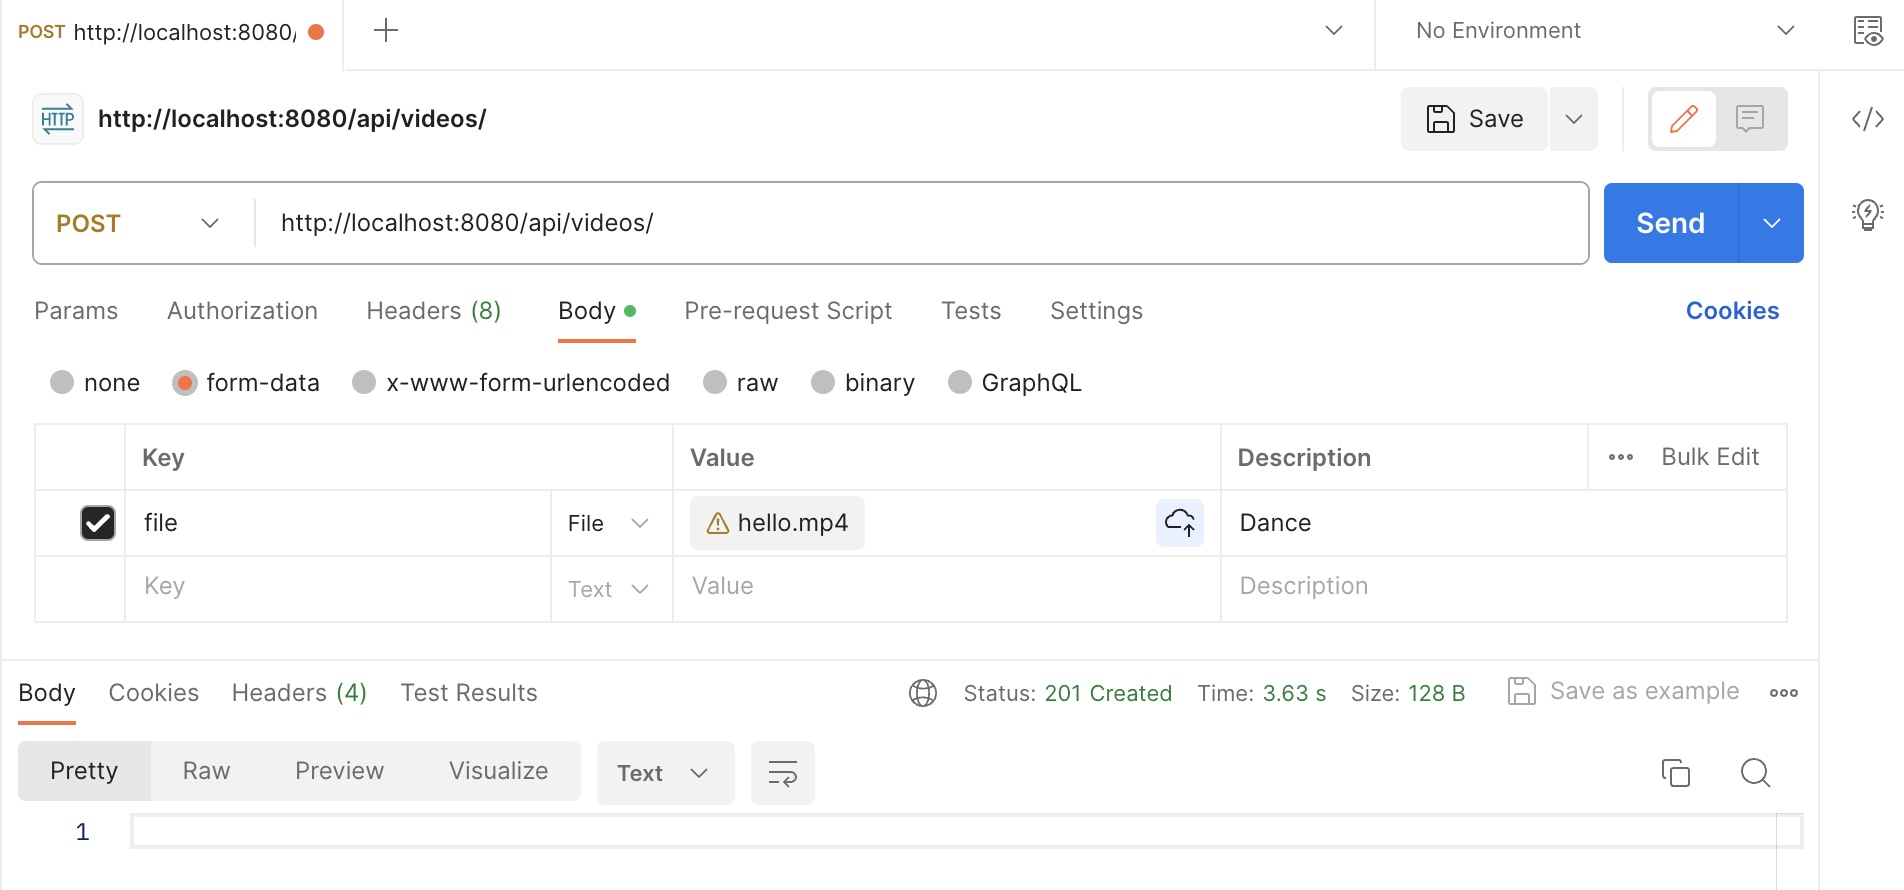 POST http://localhost:8080/ No Environment
HTTP http://localhost:8080/api/videos/ Save
POST http://localhost:8080/api/videos/ Send
Params Authorization Headers (8) Body Pre-request Script Tests Settings Cookies
none form-data x-www-form-urlencoded raw binary GraphQL
Key Value Description Bulk Edit
file File hello.mp4 Dance
Key Text Value Description
Body Cookies Headers (4) Test Results Status: 201 Created Time: 3.63 s Size: 128 B Save as example
Pretty Raw Preview Visualize Text
1